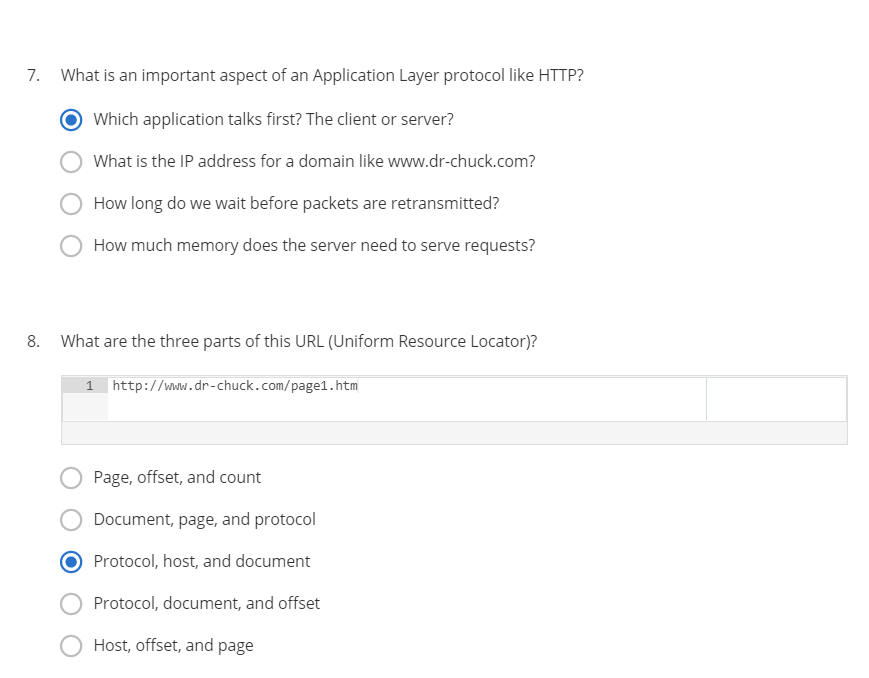 7. What is an important aspect of an Application Layer protocol like HTTP?
Which application talks first? The client or server?
What is the IP address for a domain like www.dr-chuck.com?
How long do we wait before packets are retransmitted?
How much memory does the server need to serve requests?
8. What are the three parts of this URL (Uniform Resource Locator)?
1 http://www.dr-chuck.com/page1.htm
Page, offset, and count
Document, page, and protocol
Protocol, host, and document
Protocol, document, and offset
Host, offset, and page